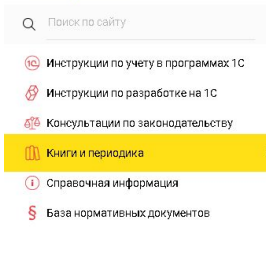 Поиск по сайту
Инструкции по учету в программах 1С
Инструкции по разработке на 1С
Консультации по законодательству
Книги и периодика
Справочная информация
База нормативных документов